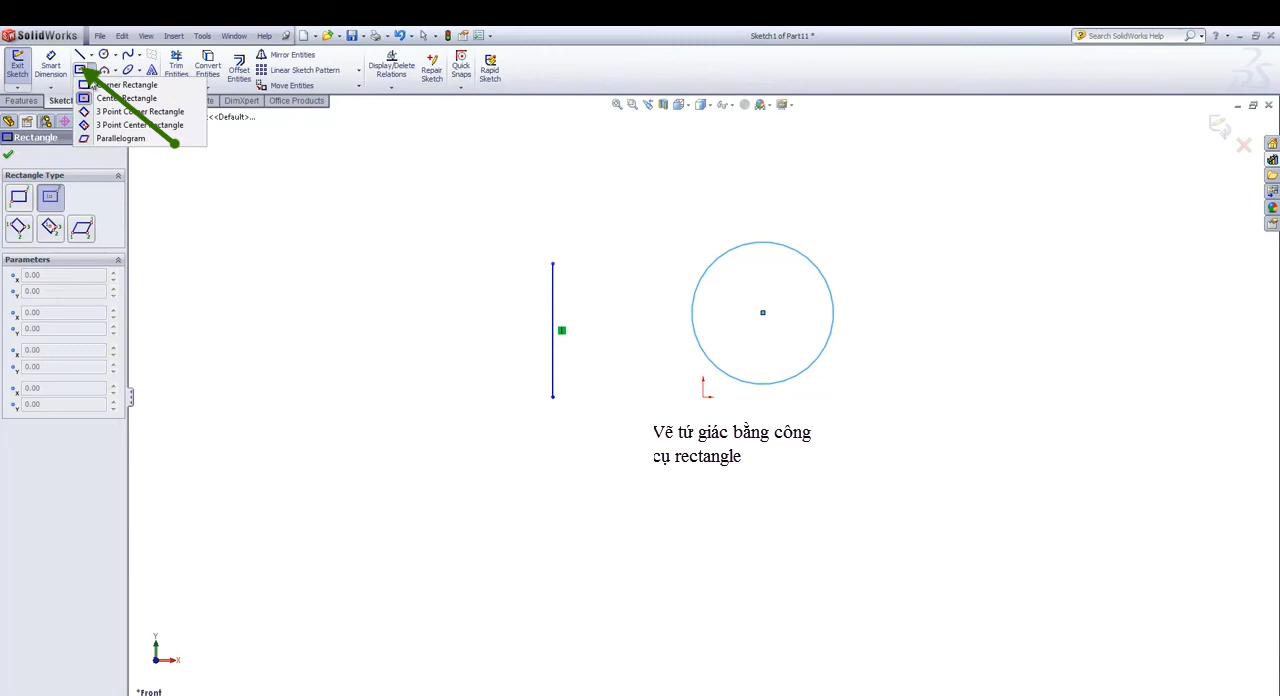 SolidWorks File Edit View Insert Tools Window Help Sketch1 of Part11 * Search SolidWorks Help
Exit Sketch
Smart Dimension
Trim Entities
Convert Entities
Offset Entities
Mirror Entities
Linear Sketch Pattern
Move Entities
Display/Delete Relations
Repair Sketch
Quick Snaps
Rapid Sketch
Corner Rectangle
Center Rectangle
3 Point Corner Rectangle
3 Point Center Rectangle
Parallelogram
Features DimXpert Office Products
<<Default>...
Rectangle
Rectangle Type
Parameters
0.00
0.00
0.00
0.00
0.00
0.00
0.00
0.00
Vẽ tứ giác bằng công
cụ rectangle
Y
X
*Front